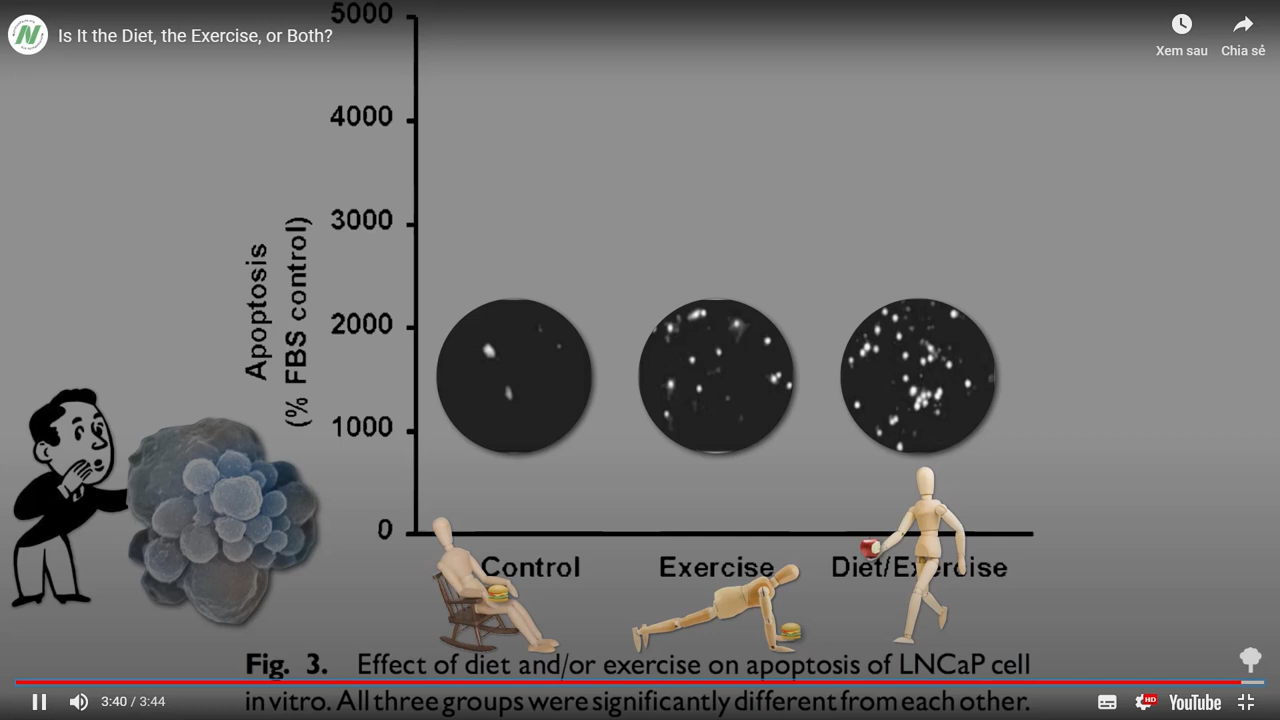 Is It the Diet, the Exercise, or Both?
Xem sau
Chia sẻ
5000
4000
3000
2000
1000
0
Apoptosis
(% FBS control)
Control
Exercise
Diet/Exercise
Fig. 3. Effect of diet and/or exercise on apoptosis of LNCaP cell
in vitro. All three groups were significantly different from each other.
3:40 / 3:44
HD
YouTube